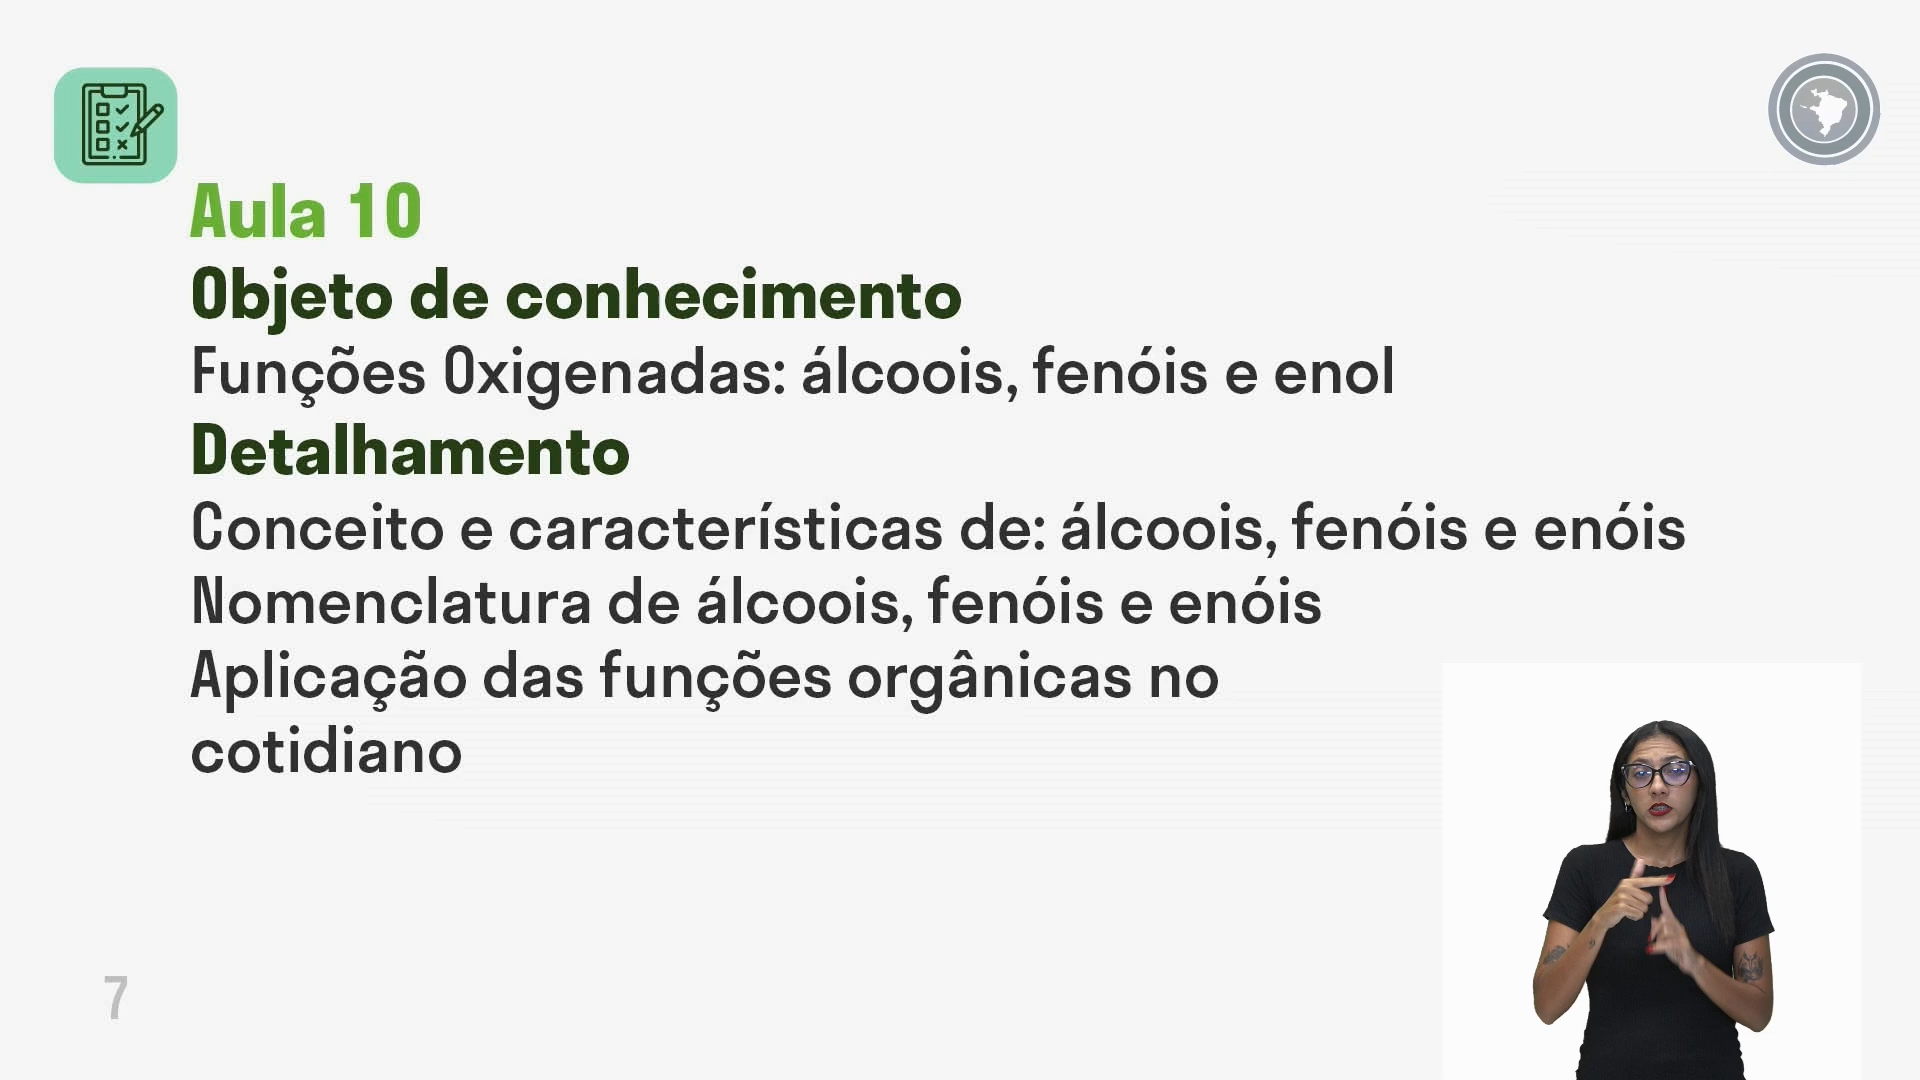 Aula 10
Objeto de conhecimento
Funções Oxigenadas: álcoois, fenóis e enol
Detalhamento
Conceito e características de: álcoois, fenóis e enóis
Nomenclatura de álcoois, fenóis e enóis
Aplicação das funções orgânicas no
cotidiano
7